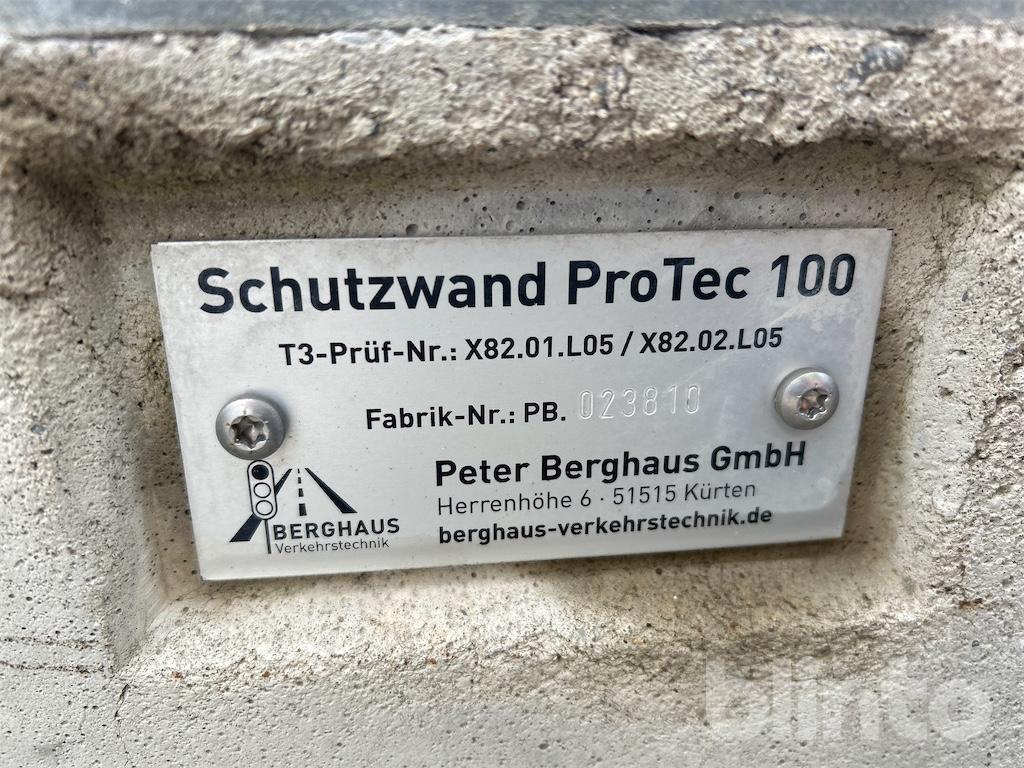 Schutzwand ProTec 100
T3-Prüf-Nr.: X82.01.L05 / X82.02.L05
Fabrik-Nr.: PB. 023810
Peter Berghaus GmbH
Herrenhöhe 6 · 51515 Kürten
berghaus-verkehrstechnik.de
BERGHAUS
Verkehrstechnik
blinto